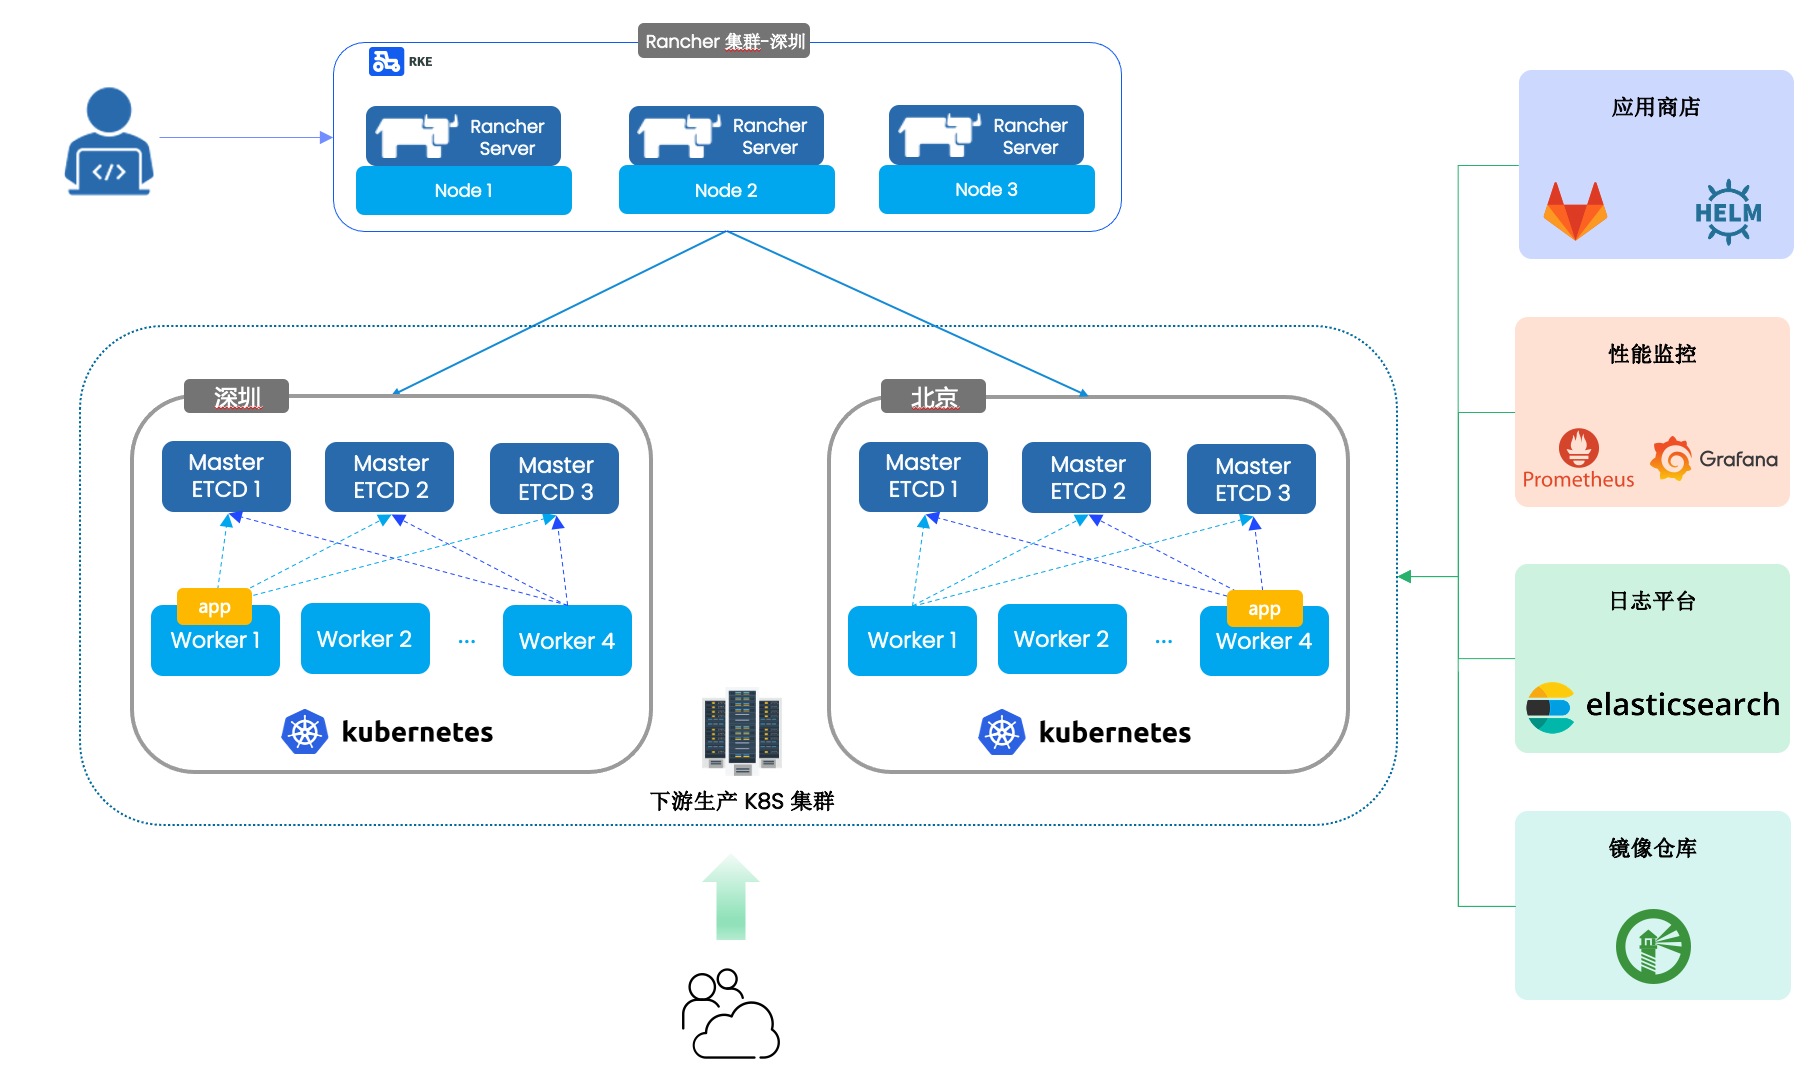 Rancher 集群-深圳
RKE
Rancher
Server
Node 1
Rancher
Server
Node 2
Rancher
Server
Node 3
深圳
Master
ETCD 1
Master
ETCD 2
Master
ETCD 3
app
Worker 1
Worker 2
...
Worker 4
kubernetes
北京
Master
ETCD 1
Master
ETCD 2
Master
ETCD 3
Worker 1
Worker 2
...
app
Worker 4
kubernetes
下游生产 K8S 集群
应用商店
HELM
性能监控
Prometheus
Grafana
日志平台
elasticsearch
镜像仓库